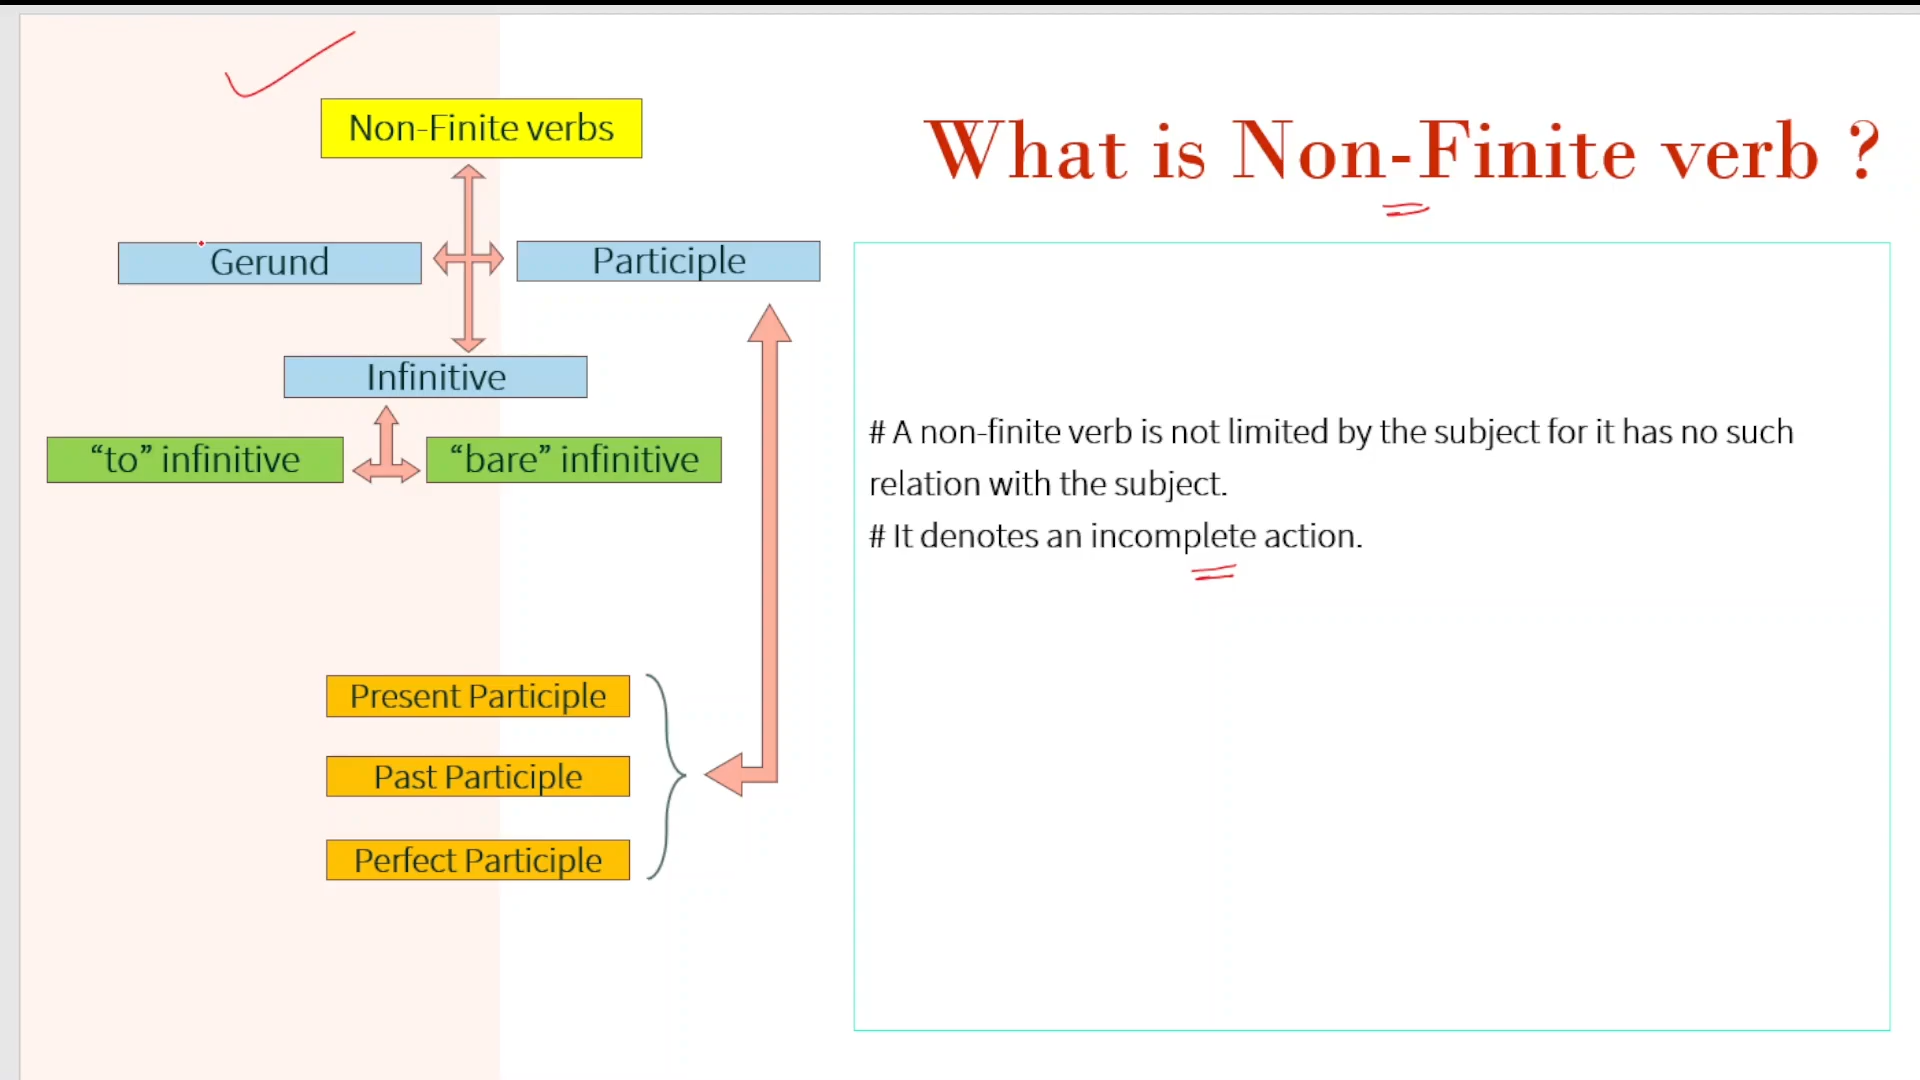 Non-Finite verbs
What is Non-Finite verb ?
Gerund
Participle
Infinitive
“to” infinitive
“bare” infinitive
# A non-finite verb is not limited by the subject for it has no such
relation with the subject.
# It denotes an incomplete action.
Present Participle
Past Participle
Perfect Participle